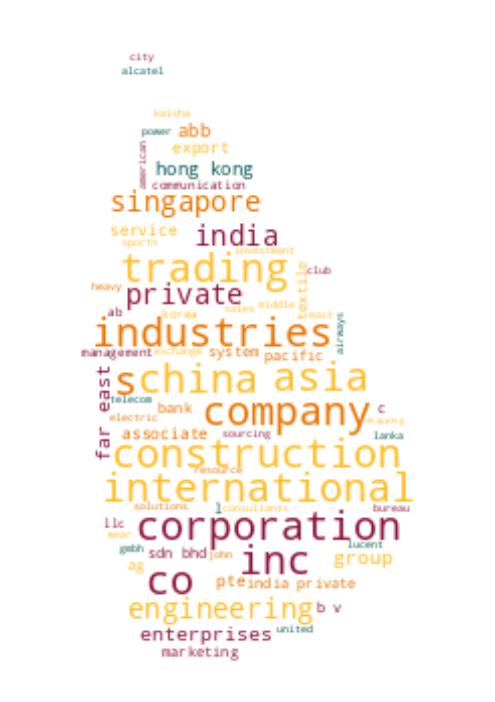 city
alcatel
kaisha
power abb
american
export
hong kong
communication
singapore
service india
sports
investment
trading club
textile
heavy private
sales middle
ab korea east
airways
industries
management exchange system pacific
s china asia
far east
telecom bank company c
electric shipping
associate sourcing lanka
construction
resource
international
solutions l consultants bureau
llc corporation
wear
gmbh sdn bhd john inc lucent
ag group
co pte india private
engineering b v
enterprises united
marketing